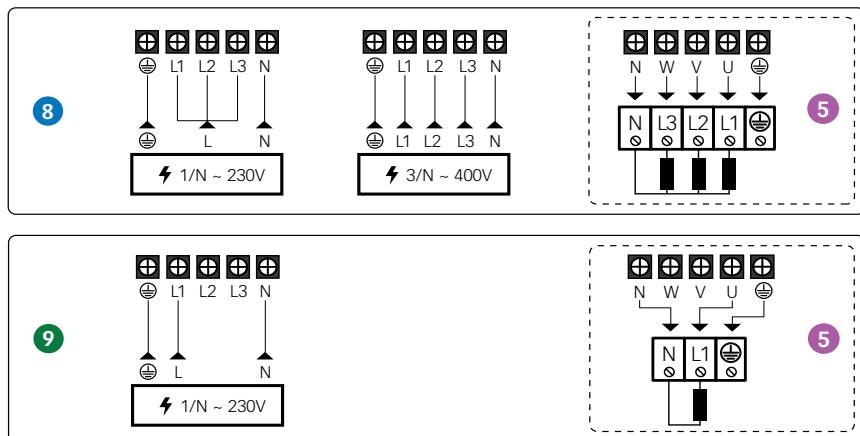 L1 L2 L3 N
L N
1/N ~ 230V
L1 L2 L3 N
L1 L2 L3 N
3/N ~ 400V
N W V U
N L3 L2 L1
8
5
L1 L2 L3 N
L N
1/N ~ 230V
N W V U
N L1
9
5